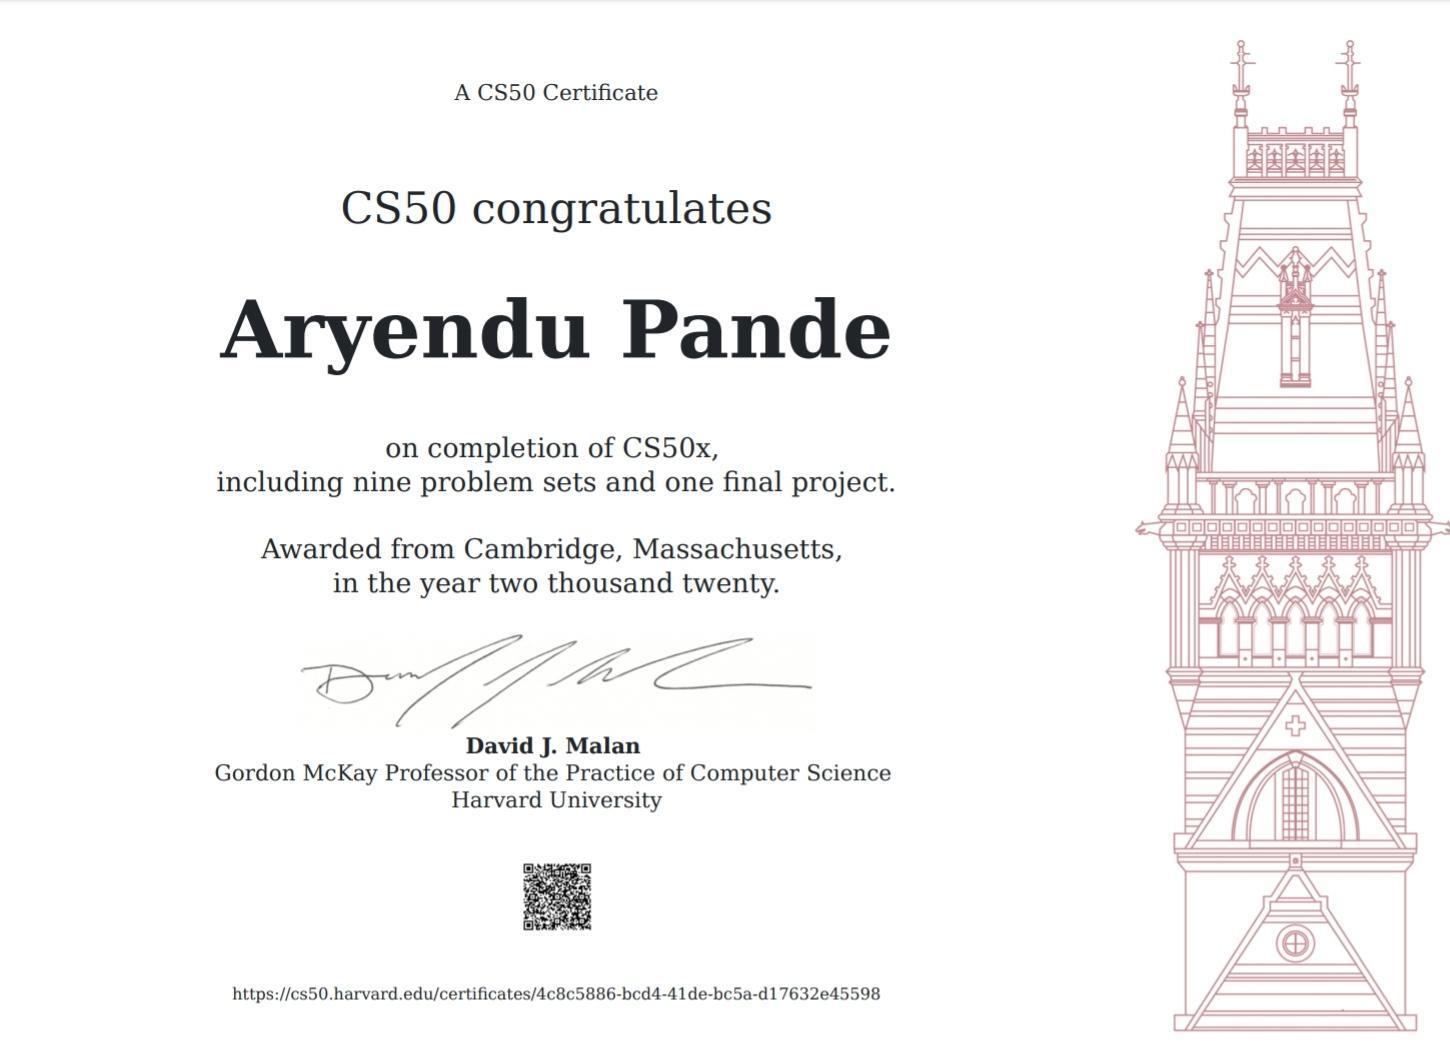 A CS50 Certificate
CS50 congratulates
Aryendu Pande
on completion of CS50x,
including nine problem sets and one final project.
Awarded from Cambridge, Massachusetts,
in the year two thousand twenty.
David J. Malan
Gordon McKay Professor of the Practice of Computer Science
Harvard University
https://cs50.harvard.edu/certificates/4c8c5886-bcd4-41de-bc5a-d17632e45598